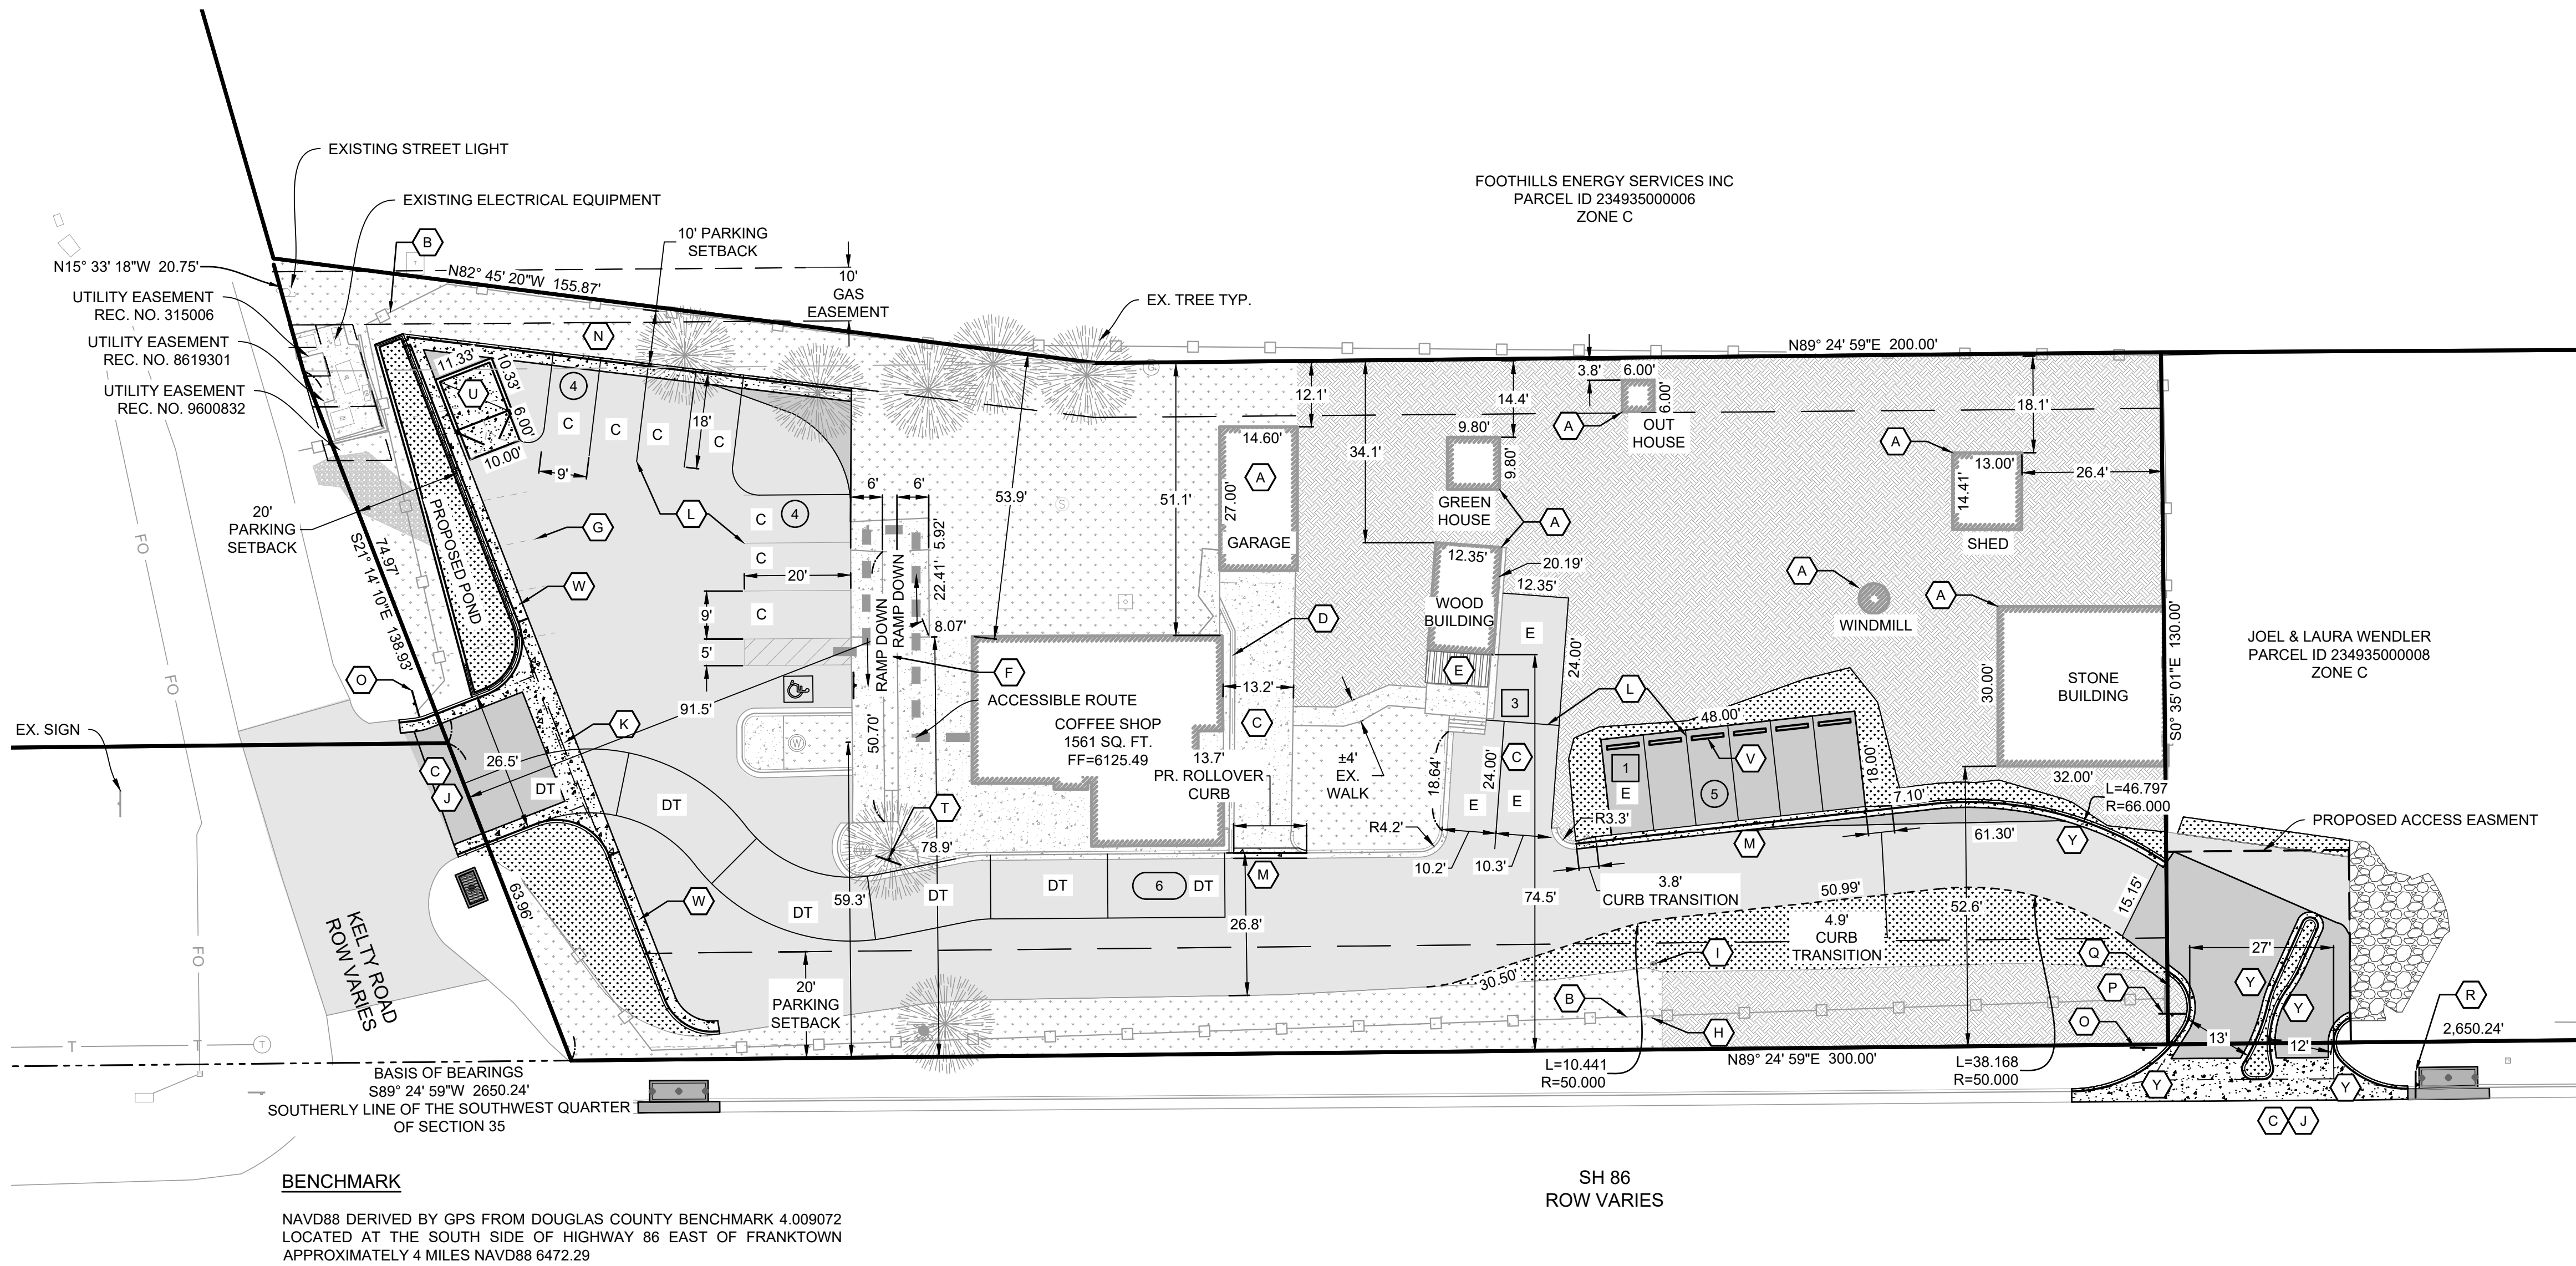 EXISTING STREET LIGHT
EXISTING ELECTRICAL EQUIPMENT
B
10' PARKING
SETBACK
FOOTHILLS ENERGY SERVICES INC
PARCEL ID 234935000006
ZONE C
N15° 33' 18"W 20.75'
N82° 45' 20"W 155.87'
10'
GAS
EASEMENT
UTILITY EASEMENT
REC. NO. 315006
UTILITY EASEMENT
REC. NO. 8619301
UTILITY EASEMENT
REC. NO. 9600832
EX. TREE TYP.
N89° 24' 59"E 200.00'
N
11.33'
10.33'
U
6.00'
10.00'
4
C
C
C
C
18'
9'
L
G
20'
PARKING
SETBACK
PROPOSED POND
74.97'
S21° 14' 10"E 138.93'
W
4
C
C
C
20'
9'
5'
6'
6'
5.92'
22.41'
RAMP DOWN
RAMP DOWN
8.07'
50.70'
53.9'
51.1'
F
ACCESSIBLE ROUTE
COFFEE SHOP
1561 SQ. FT.
FF=6125.49
12.1'
14.60'
A
27.00'
GARAGE
D
13.2'
C
13.7'
PR. ROLLOVER
CURB
34.1'
14.4'
9.80'
9.80'
GREEN
HOUSE
A
12.35'
20.19'
12.35'
WOOD
BUILDING
E
E
24.00'
3
3.8'
6.00'
6.00'
OUT
HOUSE
A
18.1'
A
13.00'
14.41'
26.4'
SHED
A
WINDMILL
A
30.00'
STONE
BUILDING
32.00'
S0° 35' 01"E 130.00'
JOEL & LAURA WENDLER
PARCEL ID 234935000008
ZONE C
O
EX. SIGN
K
91.5'
26.5'
C
J
DT
DT
W
T
W
W
78.9'
59.3'
DT
DT
DT
6
DT
M
26.8'
±4'
EX.
WALK
18.64'
24.00'
C
E
E
R4.2'
R3.3'
10.2'
10.3'
L
48.00'
V
1
E
5
18.00'
7.10'
M
61.30'
Y
L=46.797
R=66.000
PROPOSED ACCESS EASMENT
3.8'
CURB TRANSITION
74.5'
50.99'
52.6'
4.9'
CURB
TRANSITION
15.15'
30.50'
I
B
H
Q
P
O
27'
Y
Y
13'
12'
R
2,650.24'
Y
Y
C
J
63.96'
20'
PARKING
SETBACK
KELTY ROAD
ROW VARIES
FO
FO
FO
T
T
T
S
G
N89° 24' 59"E 300.00'
L=10.441
R=50.000
L=38.168
R=50.000
BASIS OF BEARINGS
S89° 24' 59"W 2650.24'
SOUTHERLY LINE OF THE SOUTHWEST QUARTER
OF SECTION 35
SH 86
ROW VARIES
BENCHMARK
NAVD88 DERIVED BY GPS FROM DOUGLAS COUNTY BENCHMARK 4.009072
LOCATED AT THE SOUTH SIDE OF HIGHWAY 86 EAST OF FRANKTOWN
APPROXIMATELY 4 MILES NAVD88 6472.29